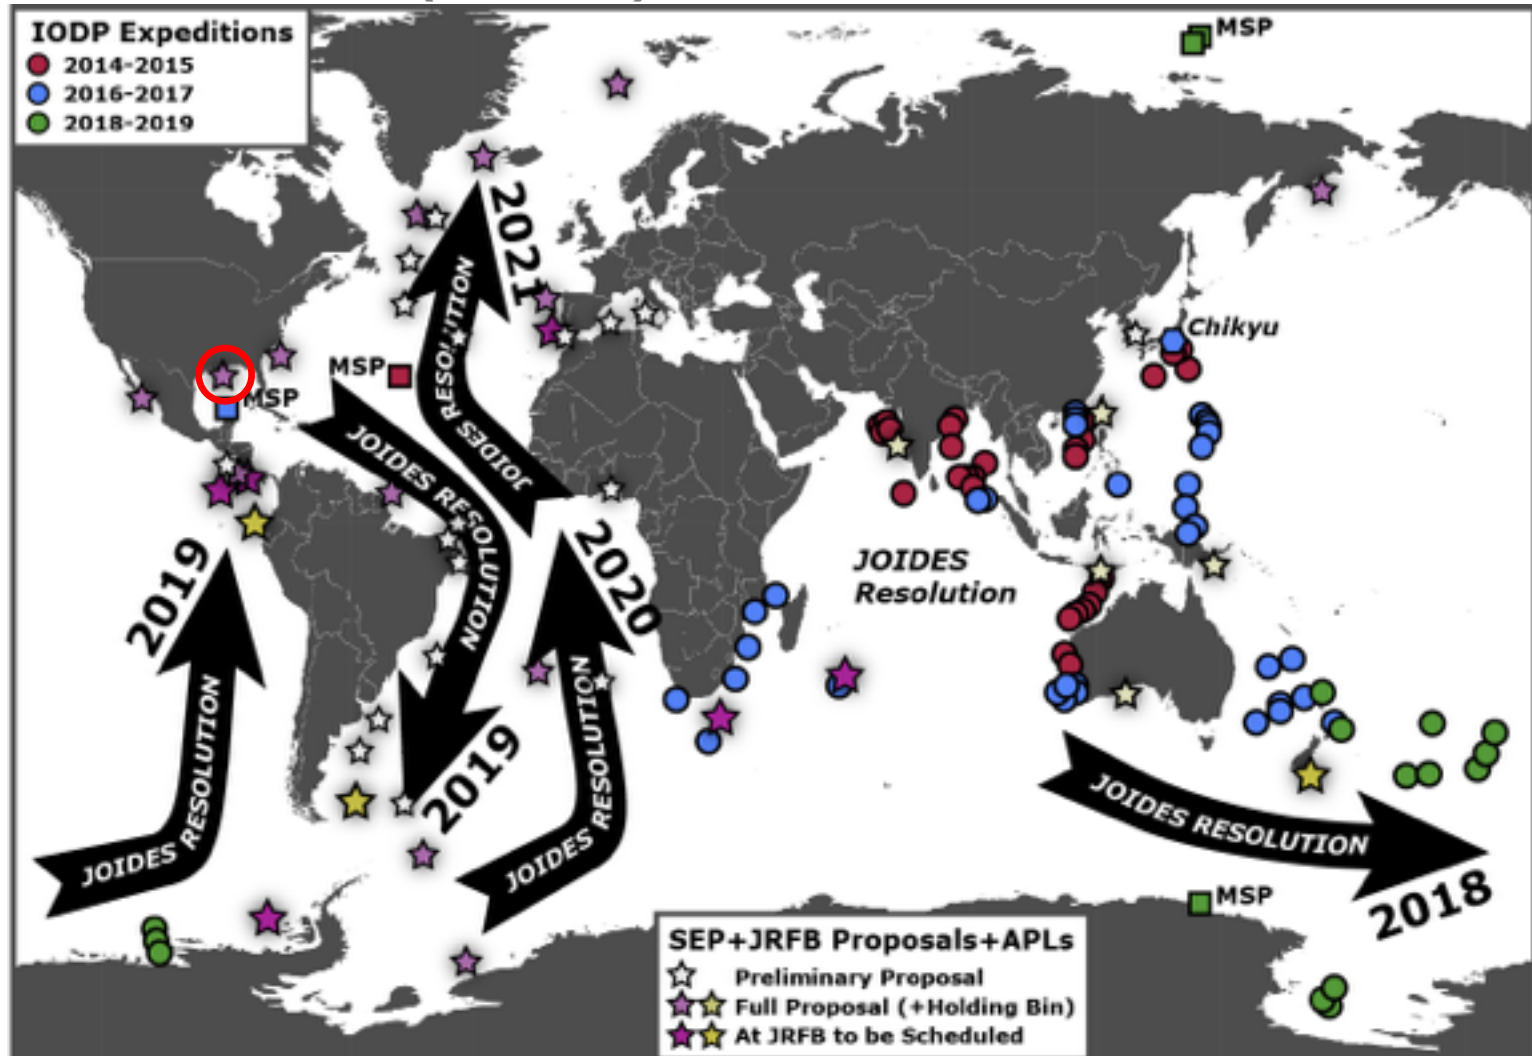 IODP Expeditions
2014-2015
2016-2017
2018-2019
MSP
2021
JOIDES RESOLUTION
Chikyu
MSP
MSP
JOIDES RESOLUTION
2019
2020
JOIDES
Resolution
JOIDES RESOLUTION
2019
JOIDES RESOLUTION
JOIDES RESOLUTION
2018
MSP
SEP+JRFB Proposals+APLs
Preliminary Proposal
Full Proposal (+Holding Bin)
At JRFB to be Scheduled